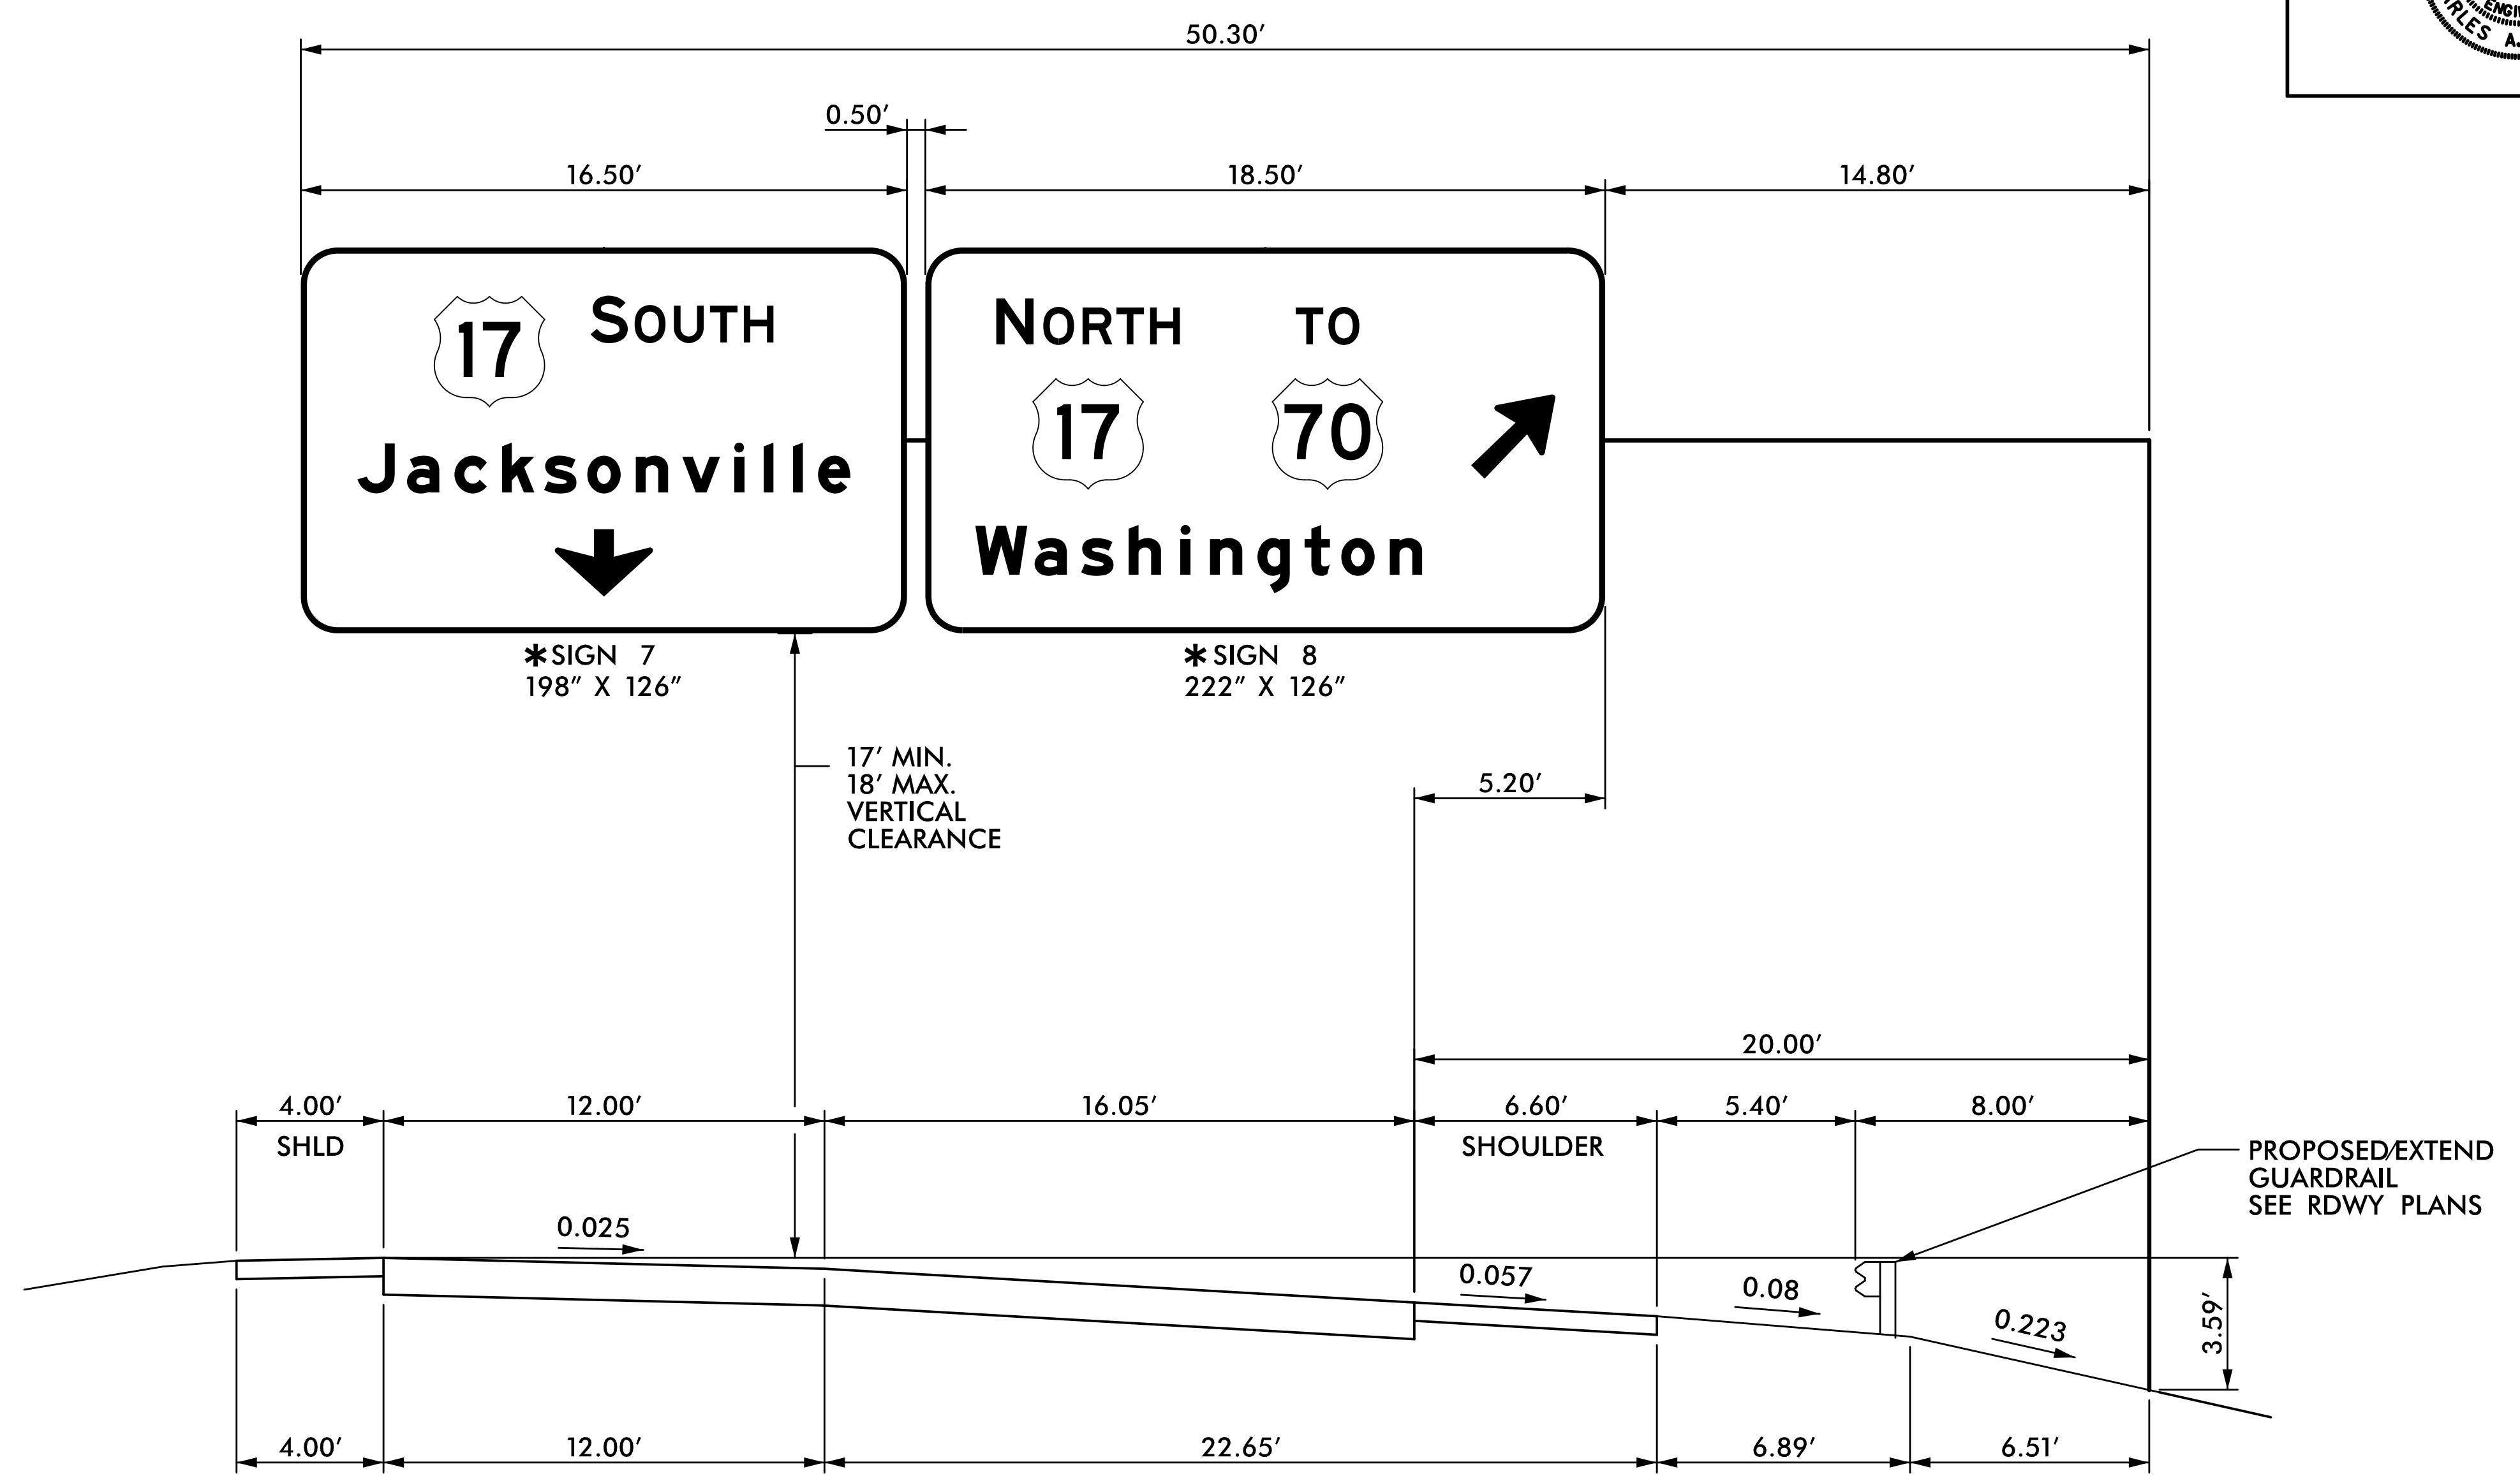 50.30′
0.50′
16.50′
18.50′
14.80′
17 SOUTH
Jacksonville
NORTH TO
17 70
Washington
*SIGN 7
198″ X 126″
*SIGN 8
222″ X 126″
17′ MIN.
18′ MAX.
VERTICAL
CLEARANCE
5.20′
20.00′
4.00′
12.00′
16.05′
6.60′
5.40′
8.00′
SHLD
SHOULDER
PROPOSED/EXTEND
GUARDRAIL
SEE RDWY PLANS
0.025
0.057
0.08
0.223
3.59′
4.00′
12.00′
22.65′
6.89′
6.51′